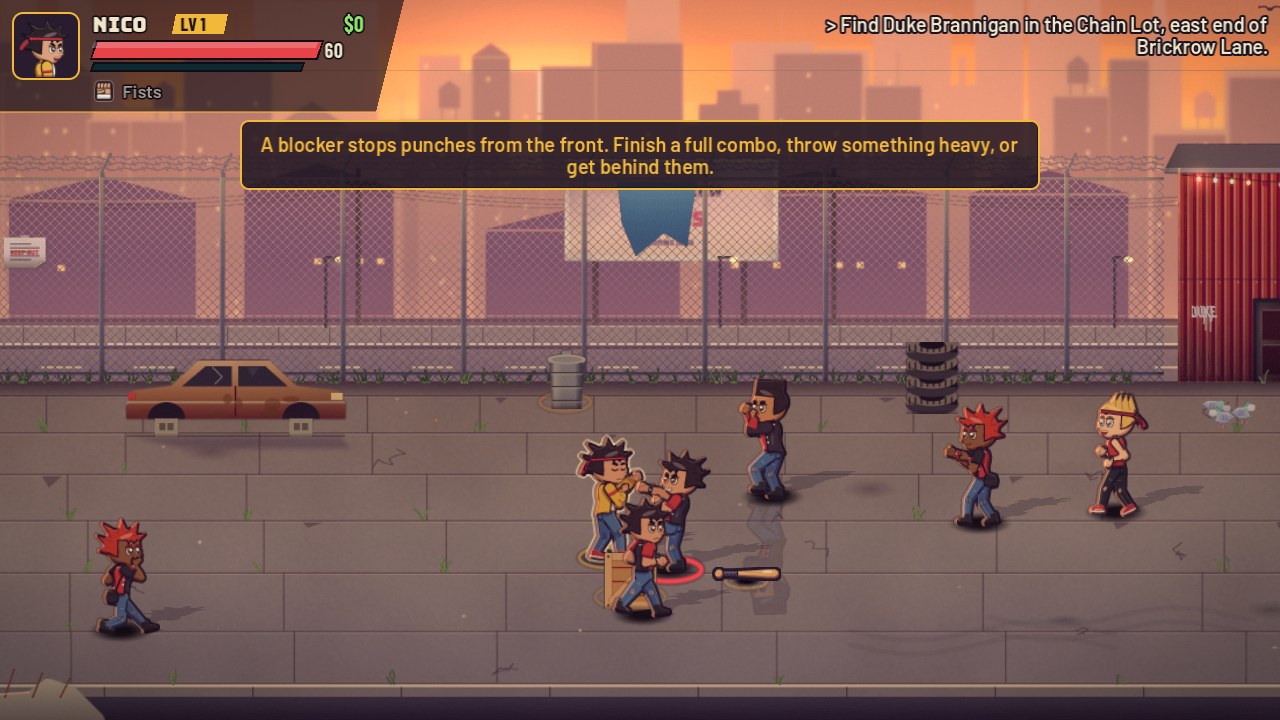 NICO
LV 1
$0
60
Fists
> Find Duke Brannigan in the Chain Lot, east end of
Brickrow Lane.
A blocker stops punches from the front. Finish a full combo, throw something heavy, or
get behind them.
DUKE